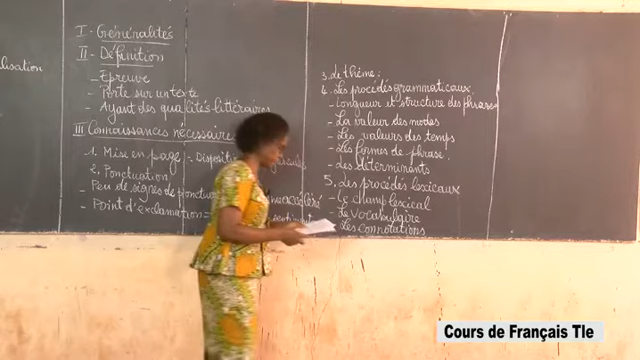 lisation
I - Généralités
II - Définition
- Epreuve
- Porte sur un texte
- Ayant des qualités littéraires
III Connaissances nécessaires
1. Mise en page : - Disposit
2. Ponctuation
- Peu de signes de ponctua
- Point d'exclamation =
3. Le thème :
4. Les procédés grammaticaux
- Longueur et structure des phrases
- La valeur des modes
- Les valeurs des temps
- Les formes de phrase.
- Les déterminants
5. Les procédés lexicaux
- Le champ lexical
- Le vocabulaire
- Les connotations
Cours de Français Tle